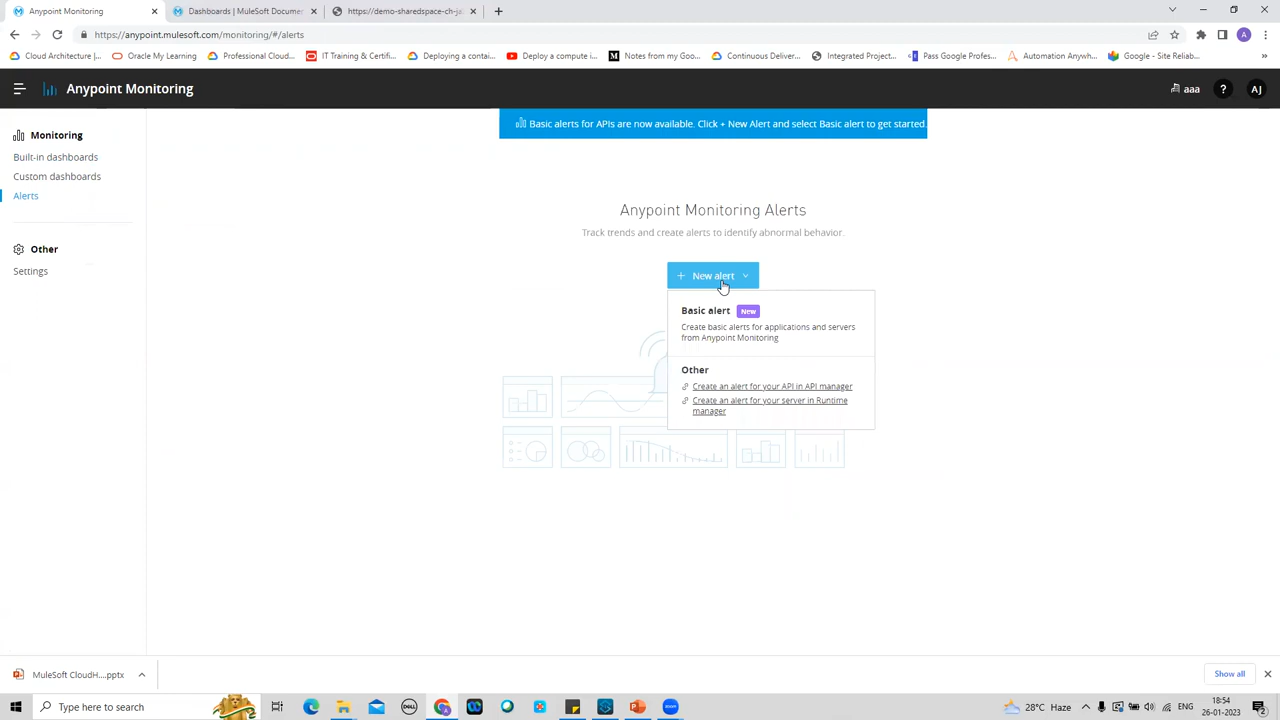 Anypoint Monitoring
Dashboards | MuleSoft Docume
https://demo-sharedspace-ch-ja
https://anypoint.mulesoft.com/monitoring/#/alerts
A
Cloud Architecture |...
Oracle My Learning
Professional Cloud...
IT Training & Certifi...
Deploying a contai...
Deploy a compute i...
Notes from my Goo...
Continuous Deliver...
Integrated Project...
Pass Google Profes...
Automation Anywh...
Google - Site Reliab...
»
Anypoint Monitoring
aaa
?
AJ
Monitoring
Built-in dashboards
Custom dashboards
Alerts
Other
Settings
Basic alerts for APIs are now available. Click + New Alert and select Basic alert to get started.
Anypoint Monitoring Alerts
Track trends and create alerts to identify abnormal behavior.
+ New alert
Basic alert New
Create basic alerts for applications and servers
from Anypoint Monitoring
Other
Create an alert for your API in API manager
Create an alert for your server in Runtime
manager
MuleSoft CloudH....pptx
Show all
Type here to search
DELL
28°C Haze
ENG
18:54
26-01-2023
2